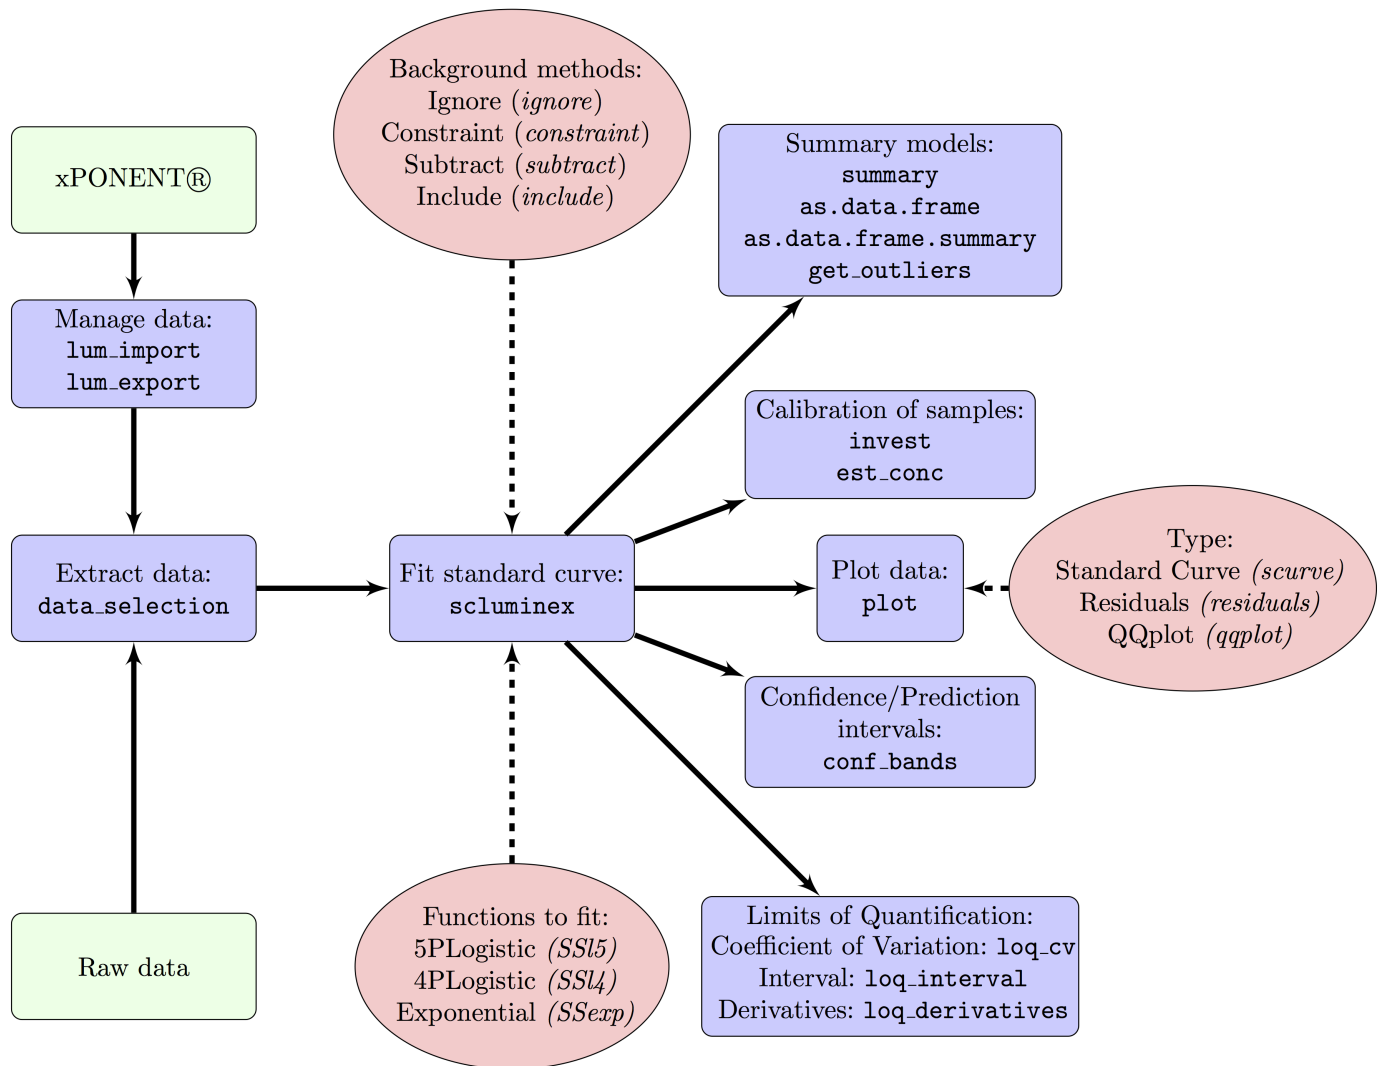 xPONENT®
Manage data:
lum_import
lum_export
Extract data:
data_selection
Raw data
Background methods:
Ignore (ignore)
Constraint (constraint)
Subtract (subtract)
Include (include)
Fit standard curve:
scluminex
Functions to fit:
5PLogistic (SSl5)
4PLogistic (SSl4)
Exponential (SSexp)
Summary models:
summary
as.data.frame
as.data.frame.summary
get_outliers
Calibration of samples:
invest
est_conc
Plot data:
plot
Type:
Standard Curve (scurve)
Residuals (residuals)
QQplot (qqplot)
Confidence/Prediction
intervals:
conf_bands
Limits of Quantification:
Coefficient of Variation: loq_cv
Interval: loq_interval
Derivatives: loq_derivatives